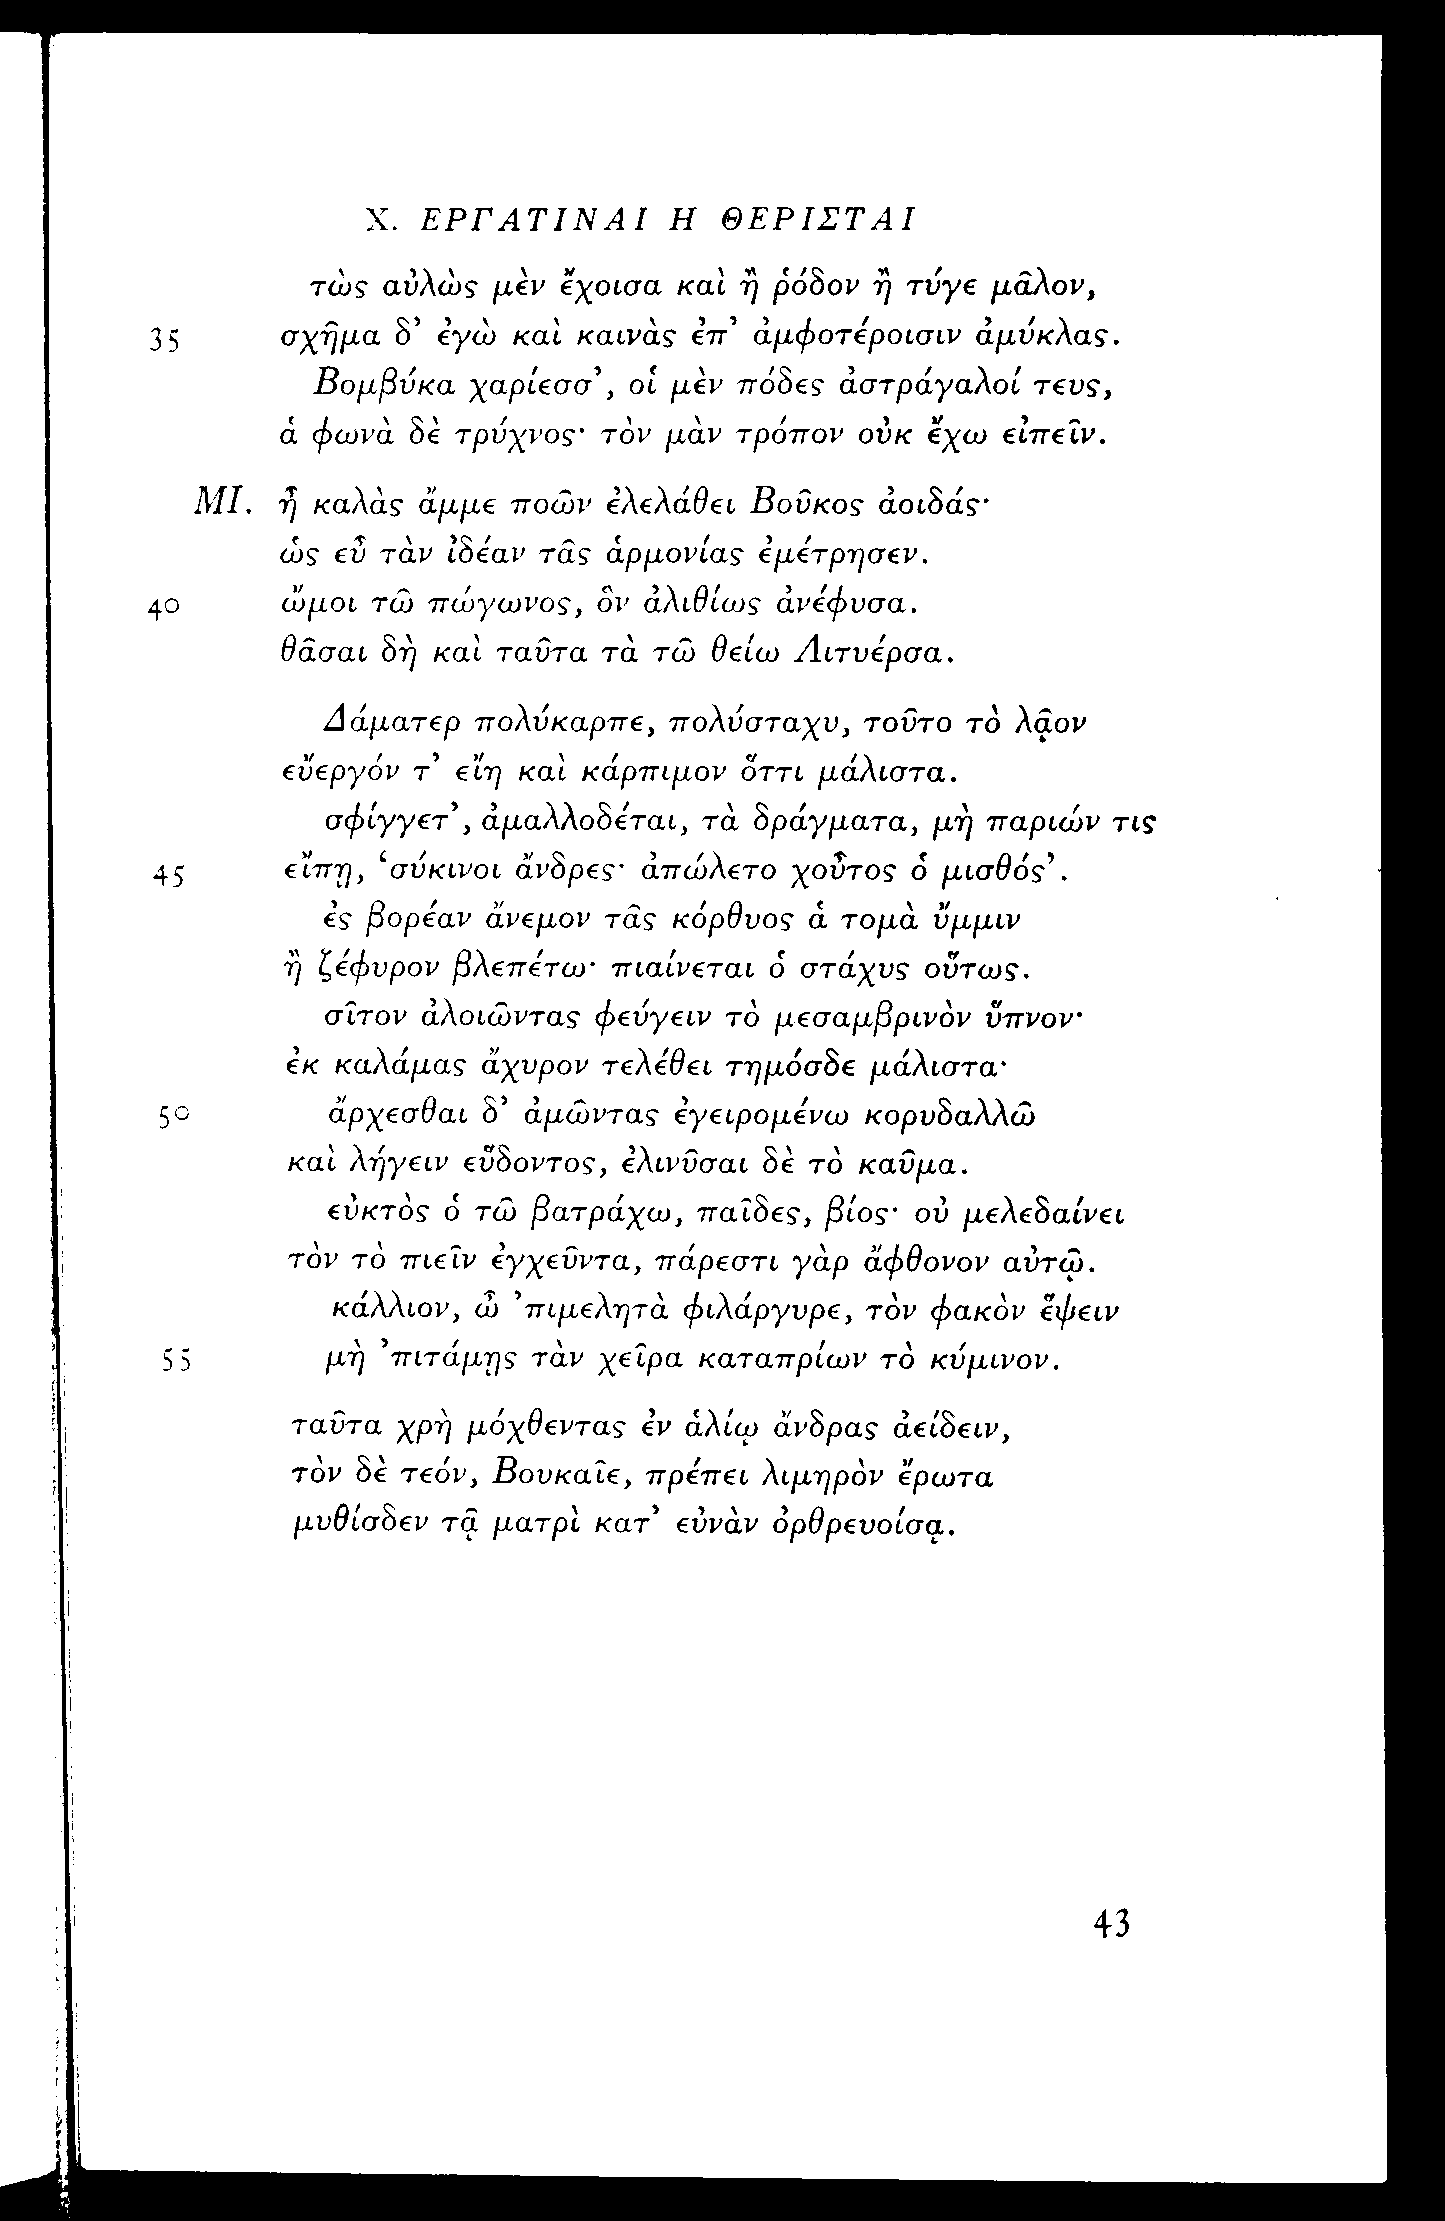 X. ΕΡΓΑΤΙΝΑΙ Η ΘΕΡΙΣΤΑΙ
τὼς αὐλὼς μὲν ἔχοισα καὶ ἢ ῥόδον ἢ τύγε μᾶλον,
35 σχῆμα δ’ ἐγὼ καὶ καινὰς ἐπ’ ἀμφοτέροισιν ἀμύκλας.
Βομβύκα χαρίεσσ’, οἱ μὲν πόδες ἀστράγαλοί τευς,
ἁ φωνὰ δὲ τρύχνος· τὸν μὰν τρόπον οὐκ ἔχω εἰπεῖν.
ΜΙ. ἦ καλὰς ἄμμε ποῶν ἐλελάθει Βοῦκος ἀοιδάς·
ὡς εὖ τὰν ἰδέαν τᾶς ἁρμονίας ἐμέτρησεν.
40 ὤμοι τῶ πώγωνος, ὃν ἀλιθίως ἀνέφυσα.
θᾶσαι δὴ καὶ ταῦτα τὰ τῶ θείω Λιτυέρσα.
Δάματερ πολύκαρπε, πολύσταχυ, τοῦτο τὸ λᾷον
εὔεργόν τ’ εἴη καὶ κάρπιμον ὅττι μάλιστα.
σφίγγετ’, ἀμαλλοδέται, τὰ δράγματα, μὴ παριών τις
45 εἴπῃ, ‘σύκινοι ἄνδρες· ἀπώλετο χοὖτος ὁ μισθός’.
ἐς βορέαν ἄνεμον τᾶς κόρθυος ἁ τομὰ ὔμμιν
ἢ ζέφυρον βλεπέτω· πιαίνεται ὁ στάχυς οὕτως.
σῖτον ἀλοιῶντας φεύγειν τὸ μεσαμβρινὸν ὕπνον·
ἐκ καλάμας ἄχυρον τελέθει τημόσδε μάλιστα·
50 ἄρχεσθαι δ’ ἀμῶντας ἐγειρομένω κορυδαλλῶ
καὶ λήγειν εὕδοντος, ἐλινῦσαι δὲ τὸ καῦμα.
εὐκτὸς ὁ τῶ βατράχω, παῖδες, βίος· οὐ μελεδαίνει
τὸν τὸ πιεῖν ἐγχεῦντα, πάρεστι γὰρ ἄφθονον αὐτῷ.
κάλλιον, ὦ ’πιμελητὰ φιλάργυρε, τὸν φακὸν ἕψειν
55 μὴ ’πιτάμῃς τὰν χεῖρα καταπρίων τὸ κύμινον.
ταῦτα χρὴ μόχθεντας ἐν ἁλίῳ ἄνδρας ἀείδειν,
τὸν δὲ τεόν, Βουκαῖε, πρέπει λιμηρὸν ἔρωτα
μυθίσδεν τᾷ ματρὶ κατ’ εὐνὰν ὀρθρευοίσᾳ.
43